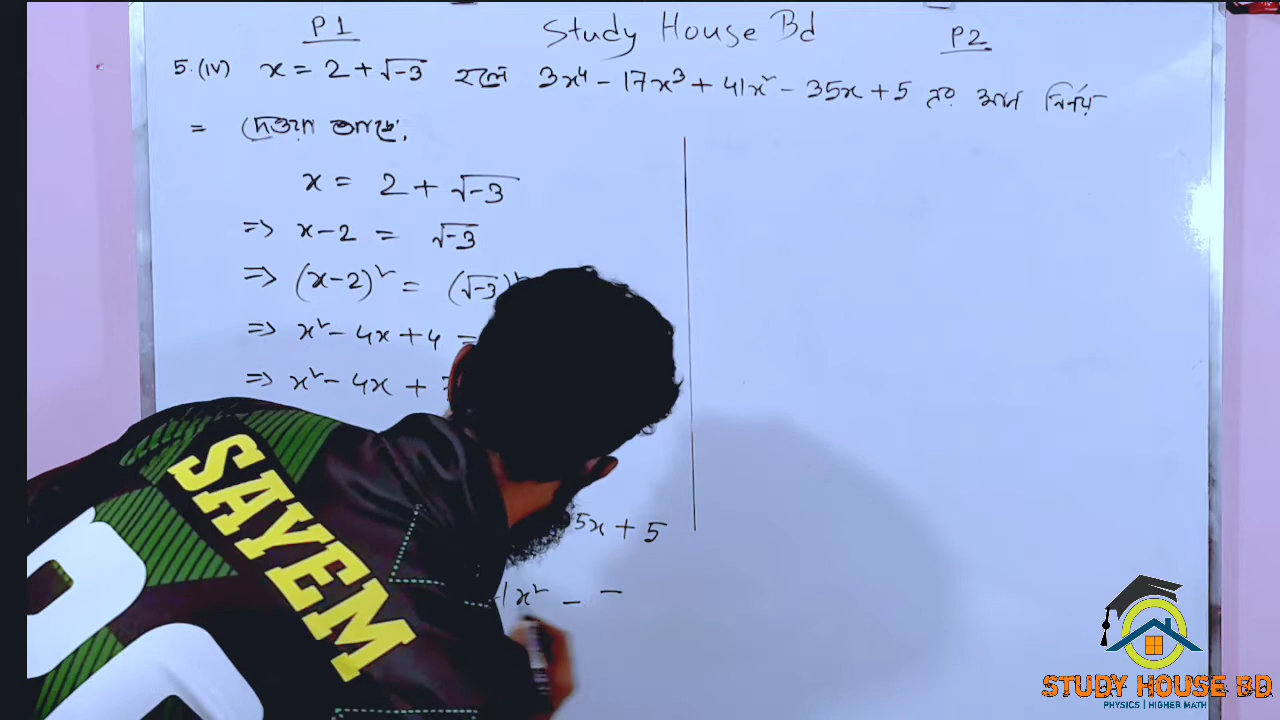 P1
Study House Bd
P2
5.(iv) x = 2 + √-3 হলে 3x⁴ - 17x³ + 41x² - 35x + 5 এর মান নির্ণয়
= দেওয়া আছে,
x = 2 + √-3
⇒ x-2 = √-3
⇒ (x-2)² = (√-3)²
⇒ x² - 4x + 4 =
⇒ x² - 4x +
5x + 5
1x² - -
SAYEM
STUDY HOUSE BD
PHYSICS | HIGHER MATH